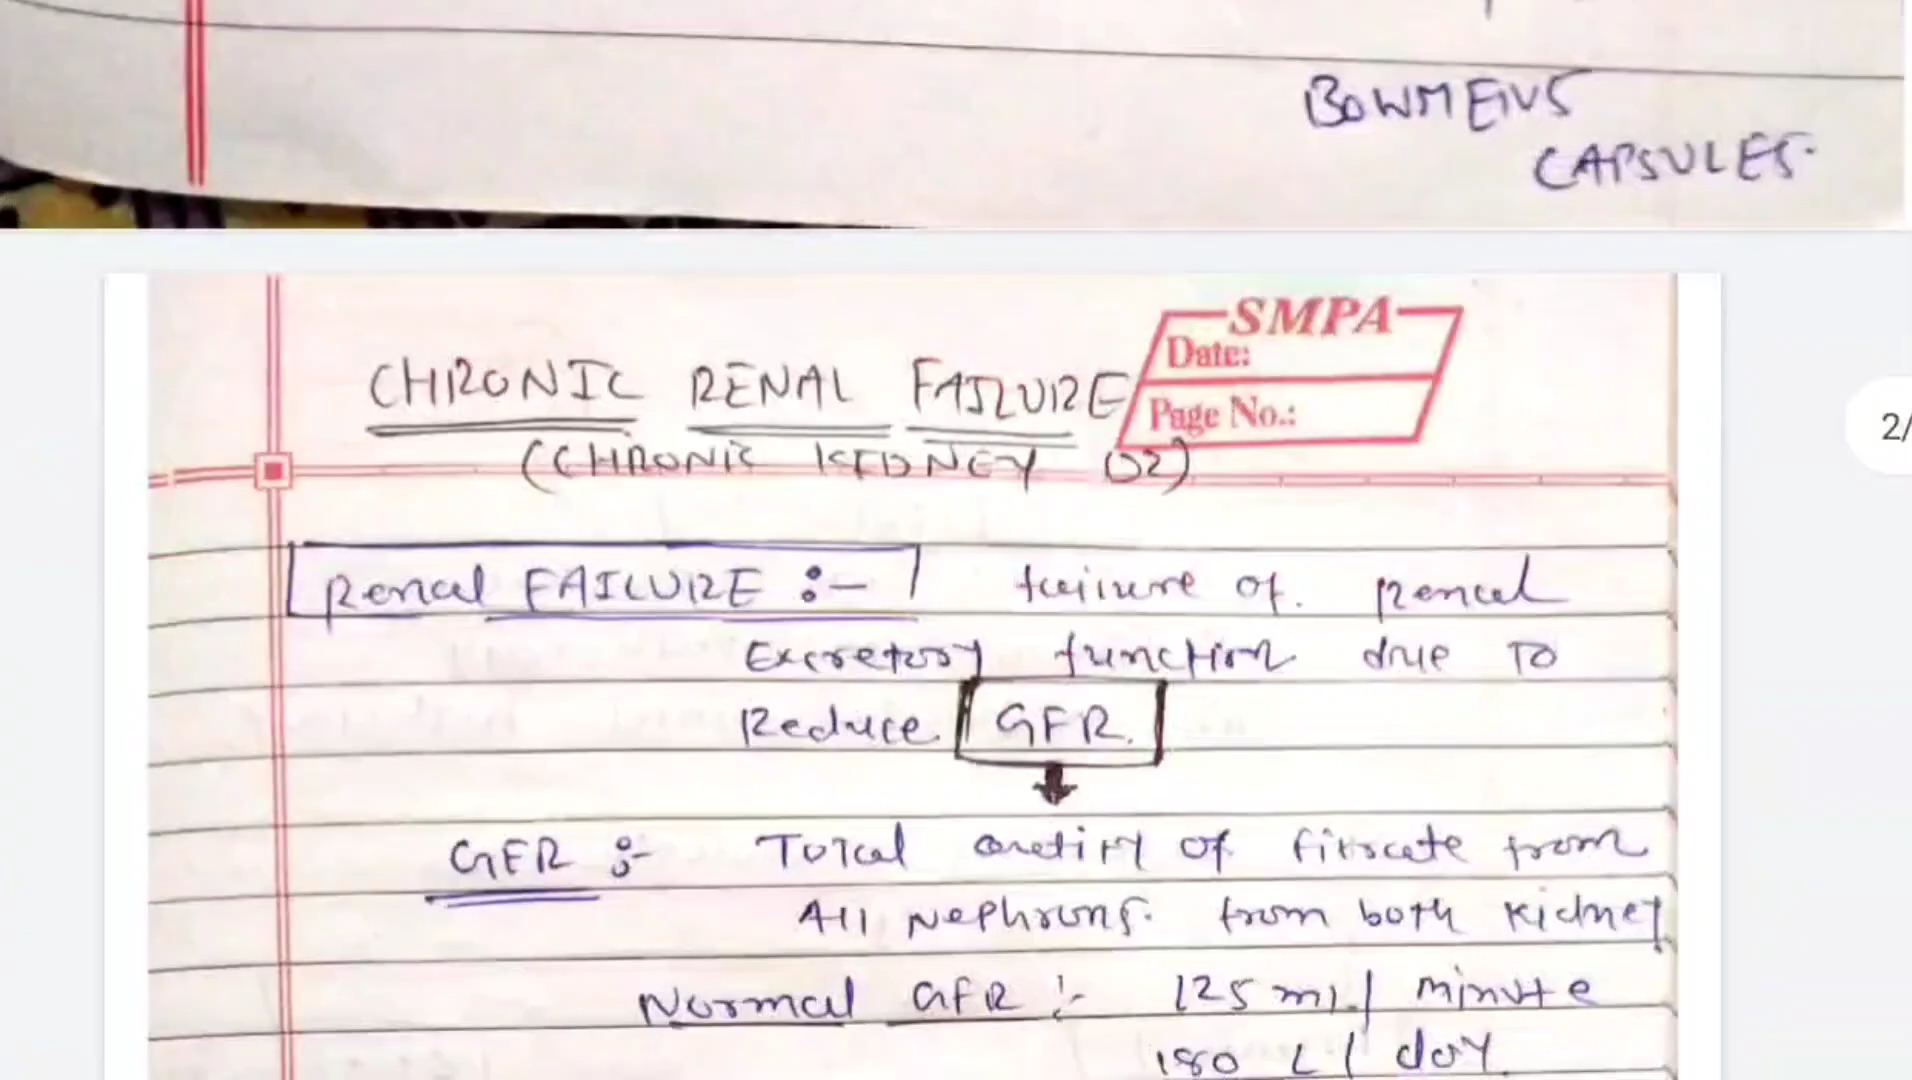 BOWMENS
CAPSULES.
SMPA
Date:
Page No.:
CHRONIC RENAL FAILURE
(CHRONIC KIDNEY DZ)
Renal FAILURE :- failure of. Renal
Excretory function due TO
Reduce GFR.
GFR :- Total of filtrate from
All Nephrons. from both kidney
Normal GFR :- 125 ml / minute
180 L / day
2/